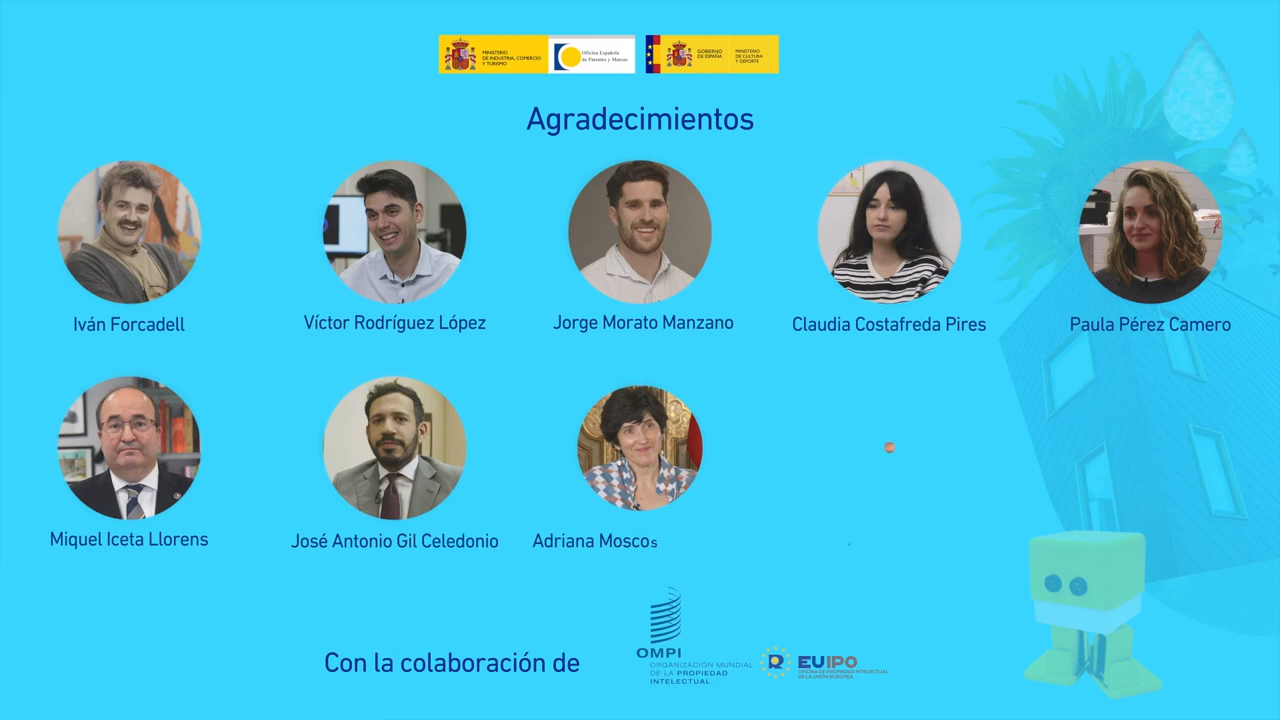 MINISTERIO
DE INDUSTRIA, COMERCIO
Y TURISMO
Oficina Española
de Patentes y Marcas
GOBIERNO
DE ESPAÑA
MINISTERIO
DE CULTURA
Y DEPORTE
Agradecimientos
Iván Forcadell
Víctor Rodríguez López
Jorge Morato Manzano
Claudia Costafreda Pires
Paula Pérez Camero
Miquel Iceta Llorens
José Antonio Gil Celedonio
Adriana Moscos
Con la colaboración de
OMPI
ORGANIZACIÓN MUNDIAL
DE LA PROPIEDAD
INTELECTUAL
EUIPO
OFICINA DE PROPIEDAD INTELECTUAL
DE LA UNIÓN EUROPEA